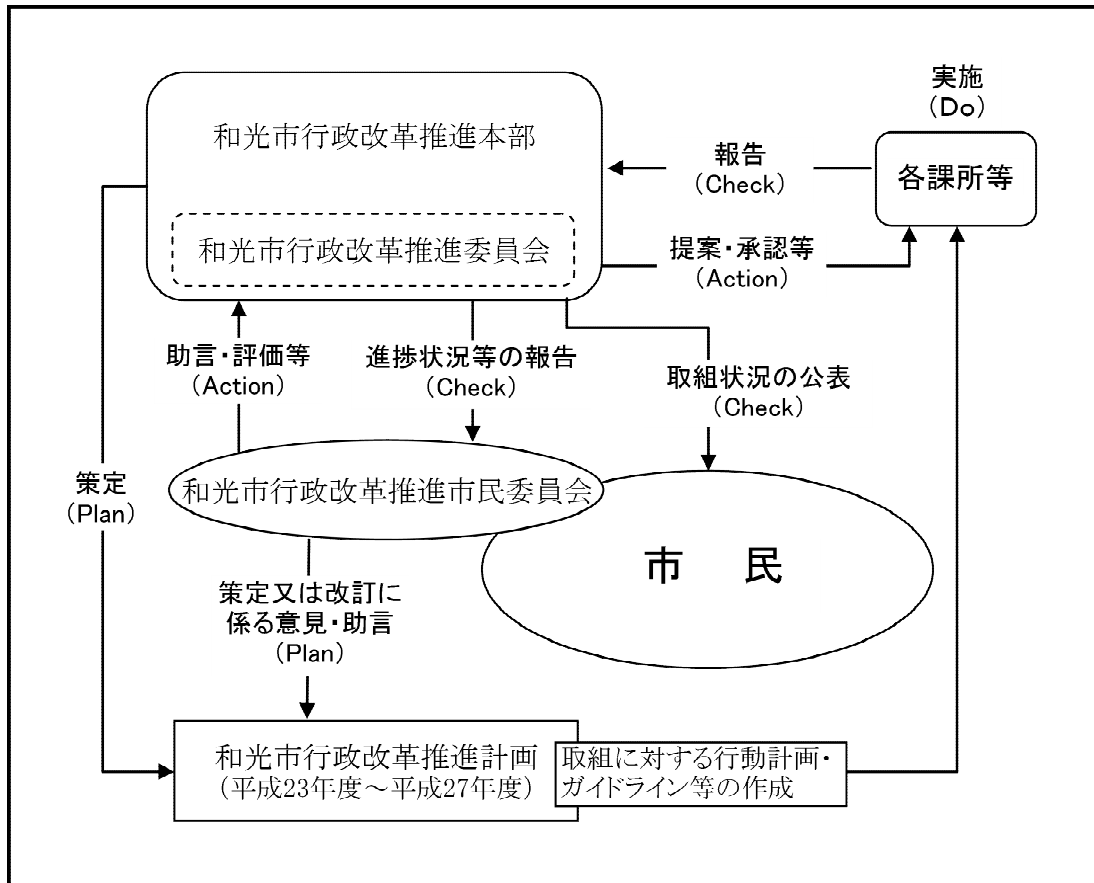 実施
(Do)
和光市行政改革推進本部
報告
(Check)
各課所等
和光市行政改革推進委員会
提案・承認等
(Action)
助言・評価等
(Action)
進捗状況等の報告
(Check)
取組状況の公表
(Check)
策定
(Plan)
和光市行政改革推進市民委員会
市　民
策定又は改訂に
係る意見・助言
(Plan)
和光市行政改革推進計画
(平成23年度～平成27年度)
取組に対する行動計画・
ガイドライン等の作成